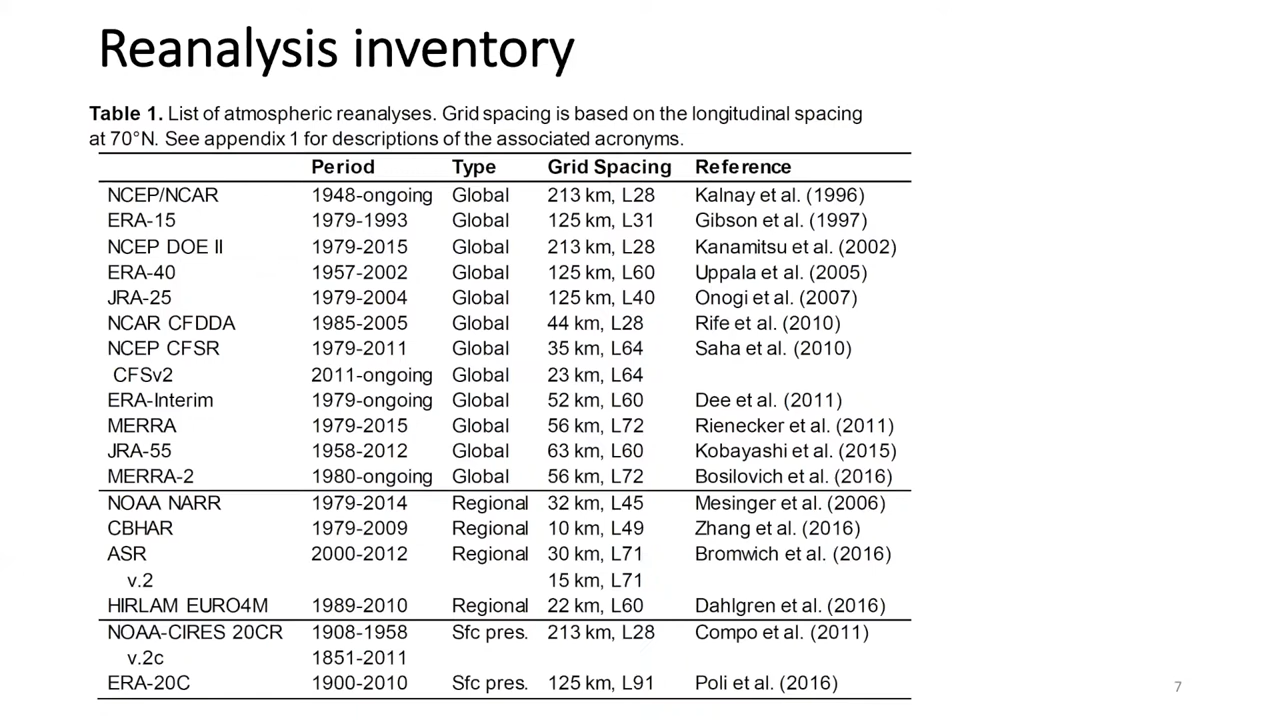 Reanalysis inventory
Table 1. List of atmospheric reanalyses. Grid spacing is based on the longitudinal spacing
at 70°N. See appendix 1 for descriptions of the associated acronyms.
Period Type Grid Spacing Reference
NCEP/NCAR 1948-ongoing Global 213 km, L28 Kalnay et al. (1996)
ERA-15 1979-1993 Global 125 km, L31 Gibson et al. (1997)
NCEP DOE II 1979-2015 Global 213 km, L28 Kanamitsu et al. (2002)
ERA-40 1957-2002 Global 125 km, L60 Uppala et al. (2005)
JRA-25 1979-2004 Global 125 km, L40 Onogi et al. (2007)
NCAR CFDDA 1985-2005 Global 44 km, L28 Rife et al. (2010)
NCEP CFSR 1979-2011 Global 35 km, L64 Saha et al. (2010)
CFSv2 2011-ongoing Global 23 km, L64
ERA-Interim 1979-ongoing Global 52 km, L60 Dee et al. (2011)
MERRA 1979-2015 Global 56 km, L72 Rienecker et al. (2011)
JRA-55 1958-2012 Global 63 km, L60 Kobayashi et al. (2015)
MERRA-2 1980-ongoing Global 56 km, L72 Bosilovich et al. (2016)
NOAA NARR 1979-2014 Regional 32 km, L45 Mesinger et al. (2006)
CBHAR 1979-2009 Regional 10 km, L49 Zhang et al. (2016)
ASR 2000-2012 Regional 30 km, L71 Bromwich et al. (2016)
v.2 15 km, L71
HIRLAM EURO4M 1989-2010 Regional 22 km, L60 Dahlgren et al. (2016)
NOAA-CIRES 20CR 1908-1958 Sfc pres. 213 km, L28 Compo et al. (2011)
v.2c 1851-2011
ERA-20C 1900-2010 Sfc pres. 125 km, L91 Poli et al. (2016)
7